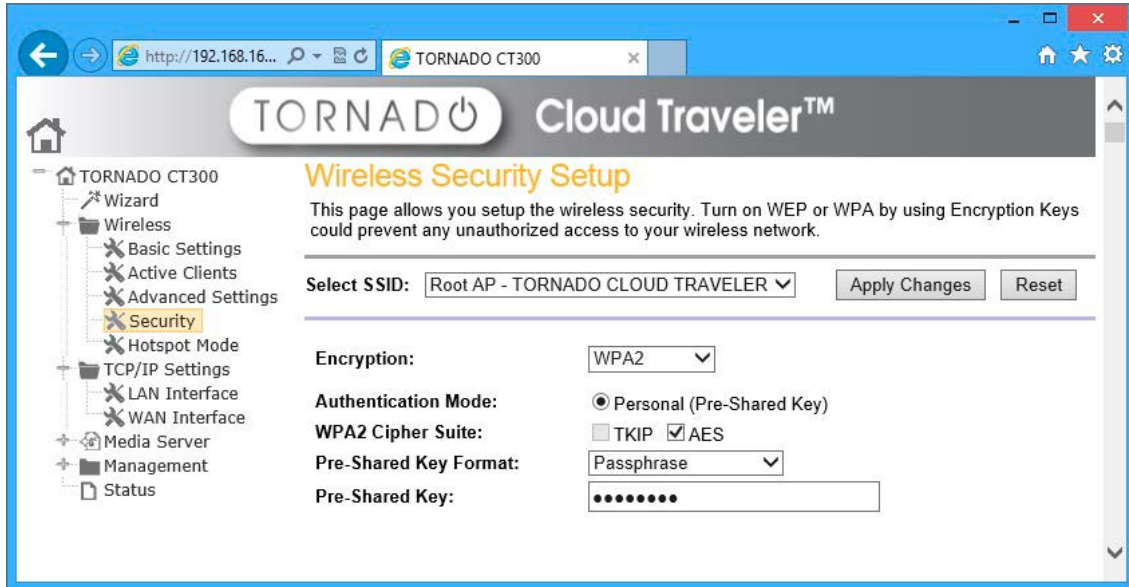 http://192.168.16...
TORNADO CT300
TORNADO Cloud Traveler™
TORNADO CT300
Wizard
Wireless
Basic Settings
Active Clients
Advanced Settings
Security
Hotspot Mode
TCP/IP Settings
LAN Interface
WAN Interface
Media Server
Management
Status
Wireless Security Setup
This page allows you setup the wireless security. Turn on WEP or WPA by using Encryption Keys
could prevent any unauthorized access to your wireless network.
Select SSID: Root AP - TORNADO CLOUD TRAVELER Apply Changes Reset
Encryption: WPA2
Authentication Mode: Personal (Pre-Shared Key)
WPA2 Cipher Suite: TKIP AES
Pre-Shared Key Format: Passphrase
Pre-Shared Key: ●●●●●●●●